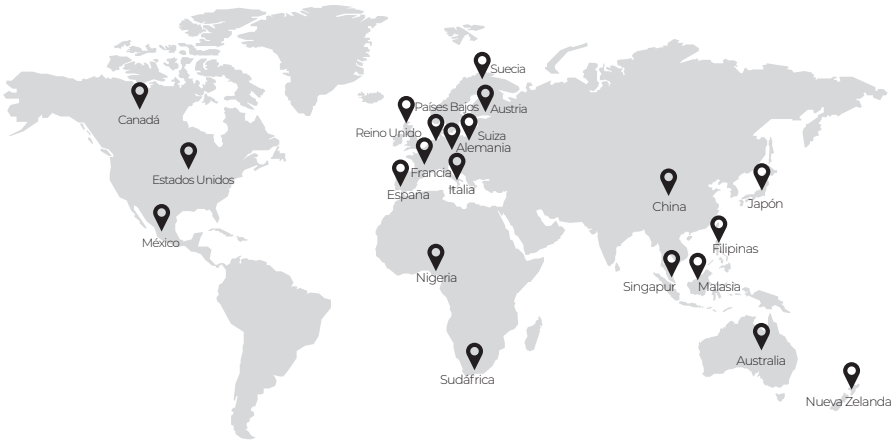 Suecia
Canadá
Países Bajos
Austria
Reino Unido
Suiza
Alemania
Estados Unidos
Francia
Italia
España
China
Japón
México
Filipinas
Nigeria
Singapur
Malasia
Australia
Sudáfrica
Nueva Zelanda